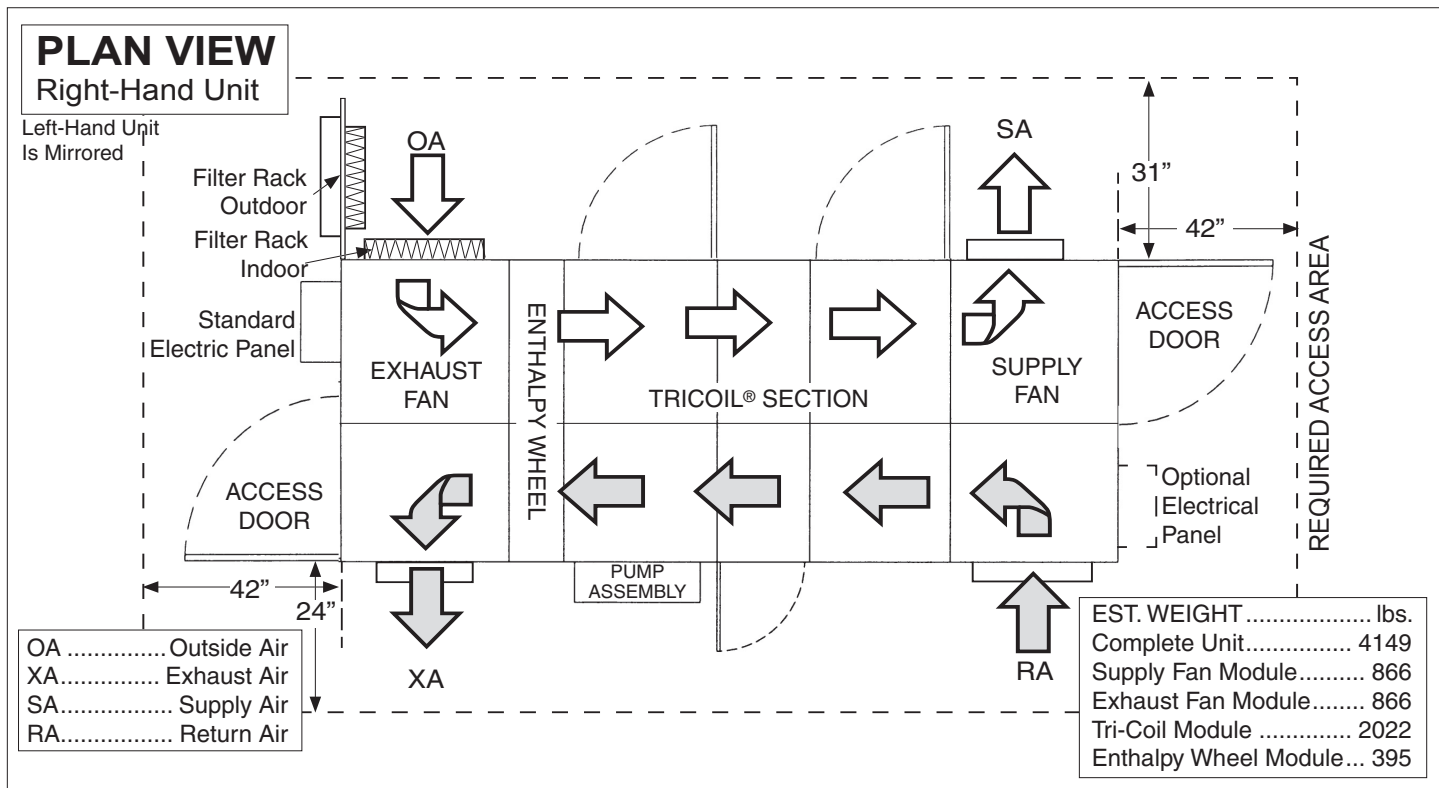 PLAN VIEW
Right-Hand Unit
Left-Hand Unit
Is Mirrored
OA
SA
Filter Rack
Outdoor
Filter Rack
Indoor
31”
42”
Standard
Electric Panel
EXHAUST
FAN
ENTHALPY WHEEL
TRICOIL® SECTION
SUPPLY
FAN
ACCESS
DOOR
REQUIRED ACCESS AREA
ACCESS
DOOR
Optional
Electrical
Panel
42”
24”
PUMP
ASSEMBLY
XA
RA
OA ................ Outside Air
XA................ Exhaust Air
SA.................. Supply Air
RA.................. Return Air
EST. WEIGHT .................... lbs.
Complete Unit................. 4149
Supply Fan Module.......... 866
Exhaust Fan Module........ 866
Tri-Coil Module .............. 2022
Enthalpy Wheel Module... 395